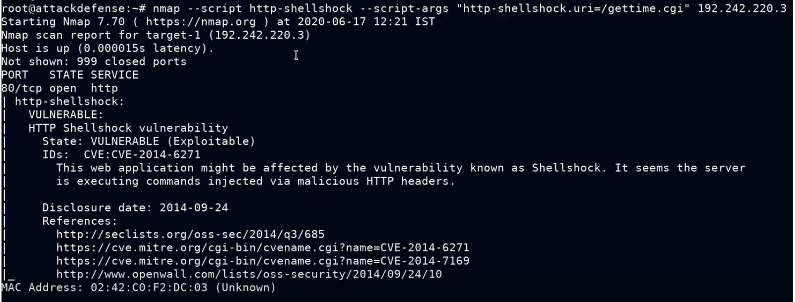 root@attackdefense:~# nmap --script http-shellshock --script-args "http-shellshock.uri=/gettime.cgi" 192.242.220.3
Starting Nmap 7.70 ( https://nmap.org ) at 2020-06-17 12:21 IST
Nmap scan report for target-1 (192.242.220.3)
Host is up (0.000015s latency).
Not shown: 999 closed ports
PORT   STATE SERVICE
80/tcp open  http
| http-shellshock:
|   VULNERABLE:
|   HTTP Shellshock vulnerability
|     State: VULNERABLE (Exploitable)
|     IDs:  CVE:CVE-2014-6271
|       This web application might be affected by the vulnerability known as Shellshock. It seems the server
|       is executing commands injected via malicious HTTP headers.
|
|     Disclosure date: 2014-09-24
|     References:
|       http://seclists.org/oss-sec/2014/q3/685
|       https://cve.mitre.org/cgi-bin/cvename.cgi?name=CVE-2014-6271
|       https://cve.mitre.org/cgi-bin/cvename.cgi?name=CVE-2014-7169
|_      http://www.openwall.com/lists/oss-security/2014/09/24/10
MAC Address: 02:42:C0:F2:DC:03 (Unknown)